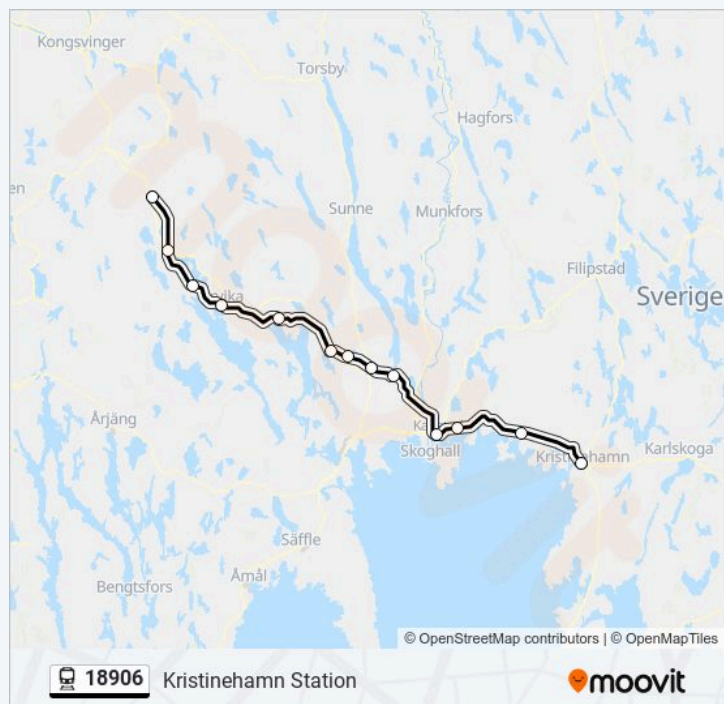 Kongsvinger
Torsby
Hagfors
Sunne
Munkfors
Filipstad
Sverige
Årjäng
Skoghall
Kristinehamn
Karlskoga
Säffle
Åmål
Bengtsfors
© OpenStreetMap contributors | © OpenMapTiles
18906 Kristinehamn Station
moovit